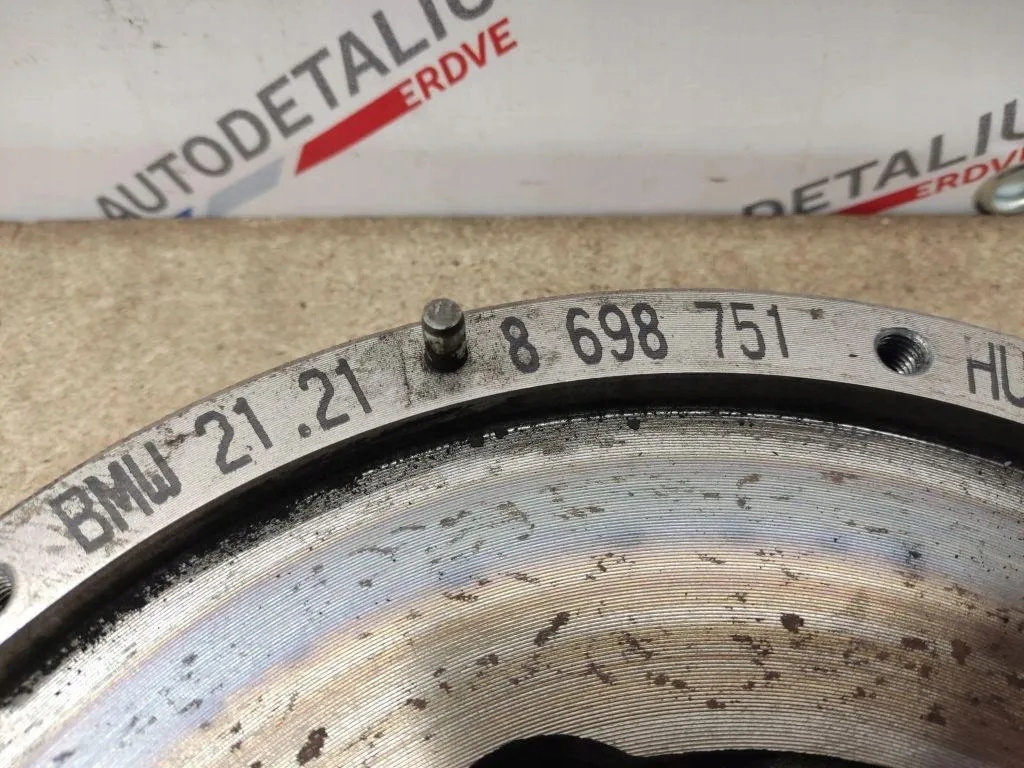 AUTODETALIU
ERDVE
DETALIU
ERDVE
BMW 21 .21 8 698 751 HU